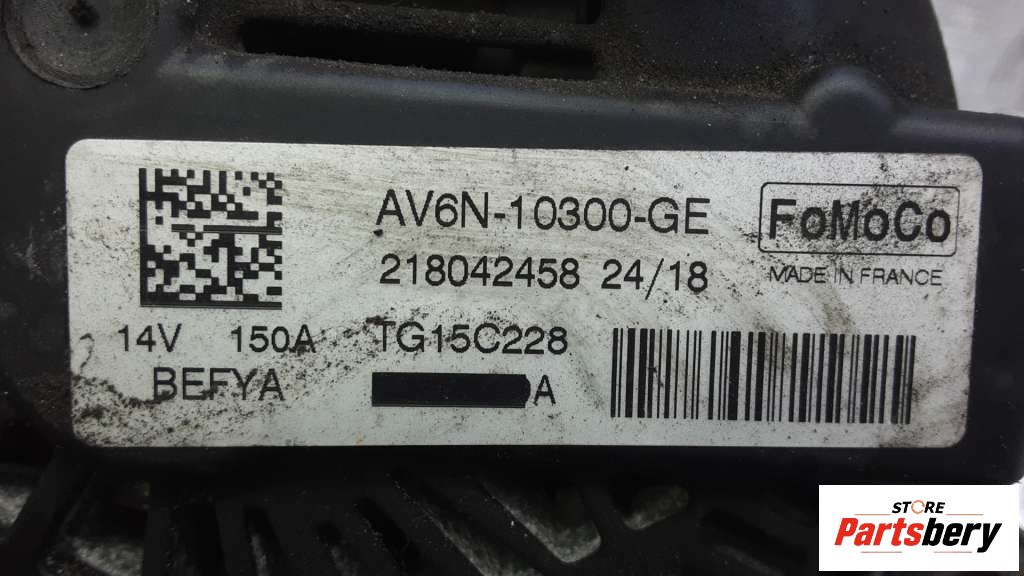 AV6N-10300-GE
FoMoCo
218042458 24/18
MADE IN FRANCE
14V 150A TG15C228
BEFYA
A
STORE
Partsbery